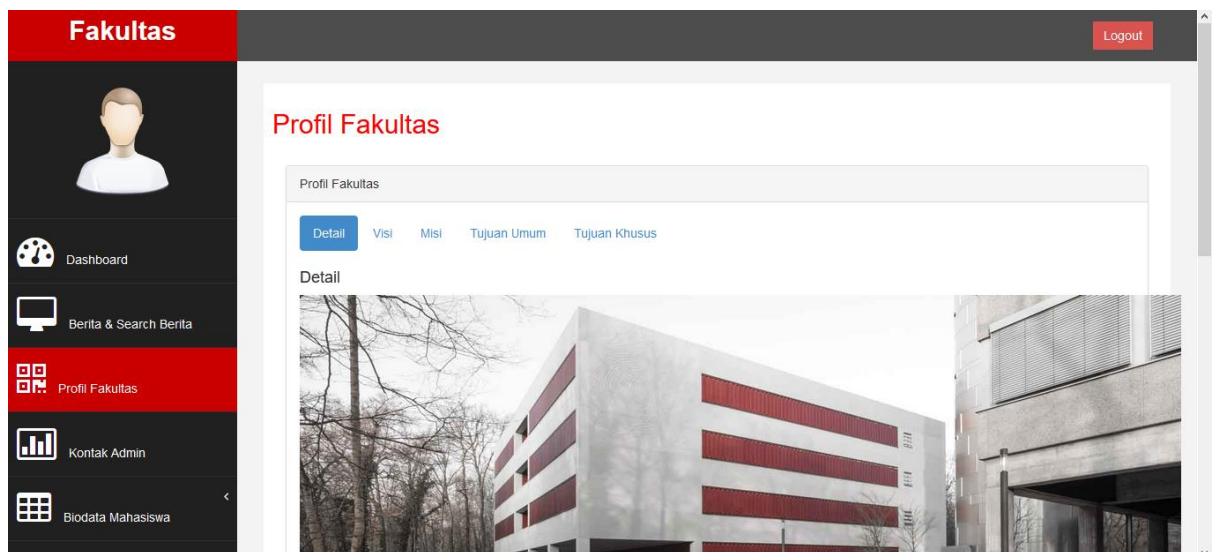 Fakultas
Logout
Dashboard
Berita & Search Berita
Profil Fakultas
Kontak Admin
Biodata Mahasiswa
Profil Fakultas
Profil Fakultas
Detail Visi Misi Tujuan Umum Tujuan Khusus
Detail